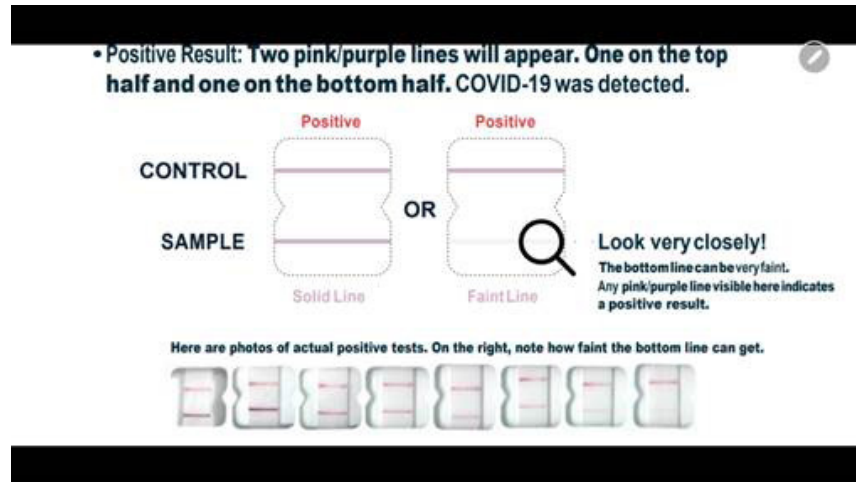 • Positive Result: Two pink/purple lines will appear. One on the top
half and one on the bottom half. COVID-19 was detected.
Positive
Positive
CONTROL
OR
SAMPLE
Look very closely!
The bottom line can be very faint.
Any pink/purple line visible here indicates
a positive result.
Solid Line
Faint Line
Here are photos of actual positive tests. On the right, note how faint the bottom line can get.